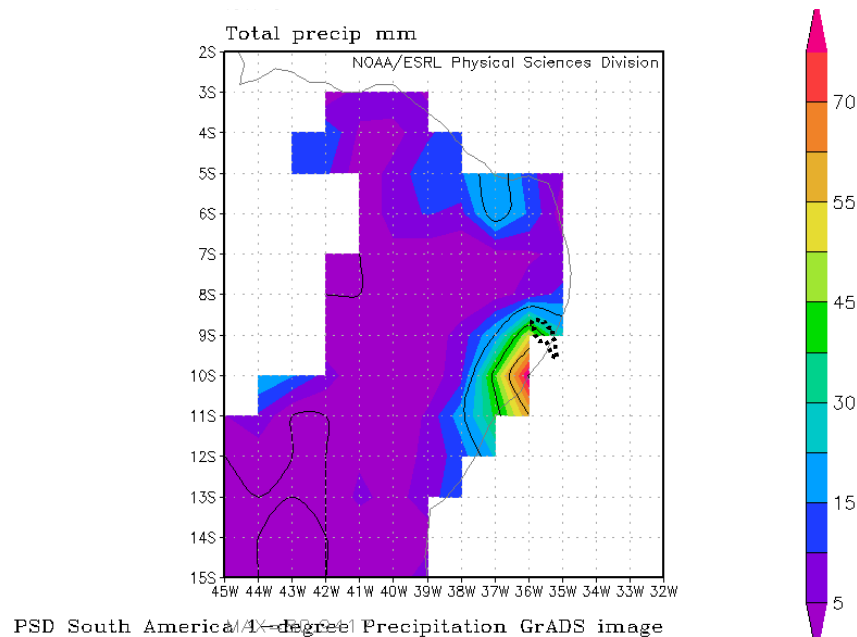 Total precip mm
NOAA/ESRL Physical Sciences Division
2S
3S
4S
5S
6S
7S
8S
9S
10S
11S
12S
13S
14S
15S
45W 44W 43W 42W 41W 40W 39W 38W 37W 36W 35W 34W 33W 32W
70
55
45
30
15
5
PSD South America 1-degree Precipitation GrADS image